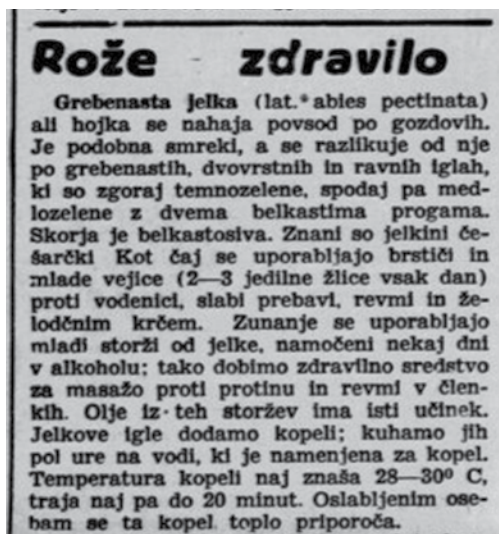 Rože zdravilo
Grebenasta jelka (lat.* abies pectinata)
ali hojka se nahaja povsod po gozdovih.
Je podobna smreki, a se razlikuje od nje
po grebenastih, dvovrstnih in ravnih iglah,
ki so zgoraj temnozelene, spodaj pa med-
lozelene z dvema belkastima progama.
Skorja je belkastosiva. Znani so jelkini če-
šarčki Kot čaj se uporabljajo brstiči in
mlade vejice (2—3 jedilne žlice vsak dan)
proti vodenici, slabi prebavi, revmi in že-
lodčnim krčem. Zunanje se uporabljajo
mladi storži od jelke, namočeni nekaj dni
v alkoholu; tako dobimo zdravilno sredstvo
za masažo proti protinu in revmi v člen-
kih. Olje iz teh storžev ima isti učinek.
Jelkove igle dodamo kopeli; kuhamo jih
pol ure na vodi, ki je namenjena za kopel.
Temperatura kopeli naj znaša 28—30º C,
traja naj pa do 20 minut. Oslabljenim ose-
bam se ta kopel toplo priporoča.